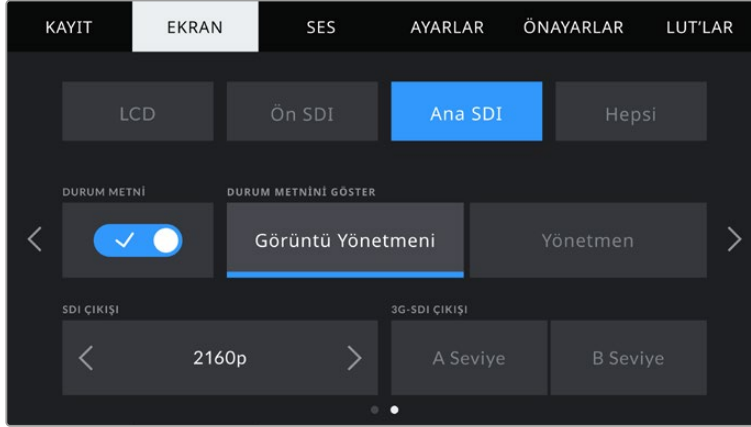 KAYIT EKRAN SES AYARLAR ÖNAYARLAR LUT'LAR
LCD Ön SDI Ana SDI Hepsi
DURUM METNİ DURUM METNİNİ GÖSTER
Görüntü Yönetmeni Yönetmen
SDI ÇIKIŞI 3G-SDI ÇIKIŞI
2160p A Seviye B Seviye